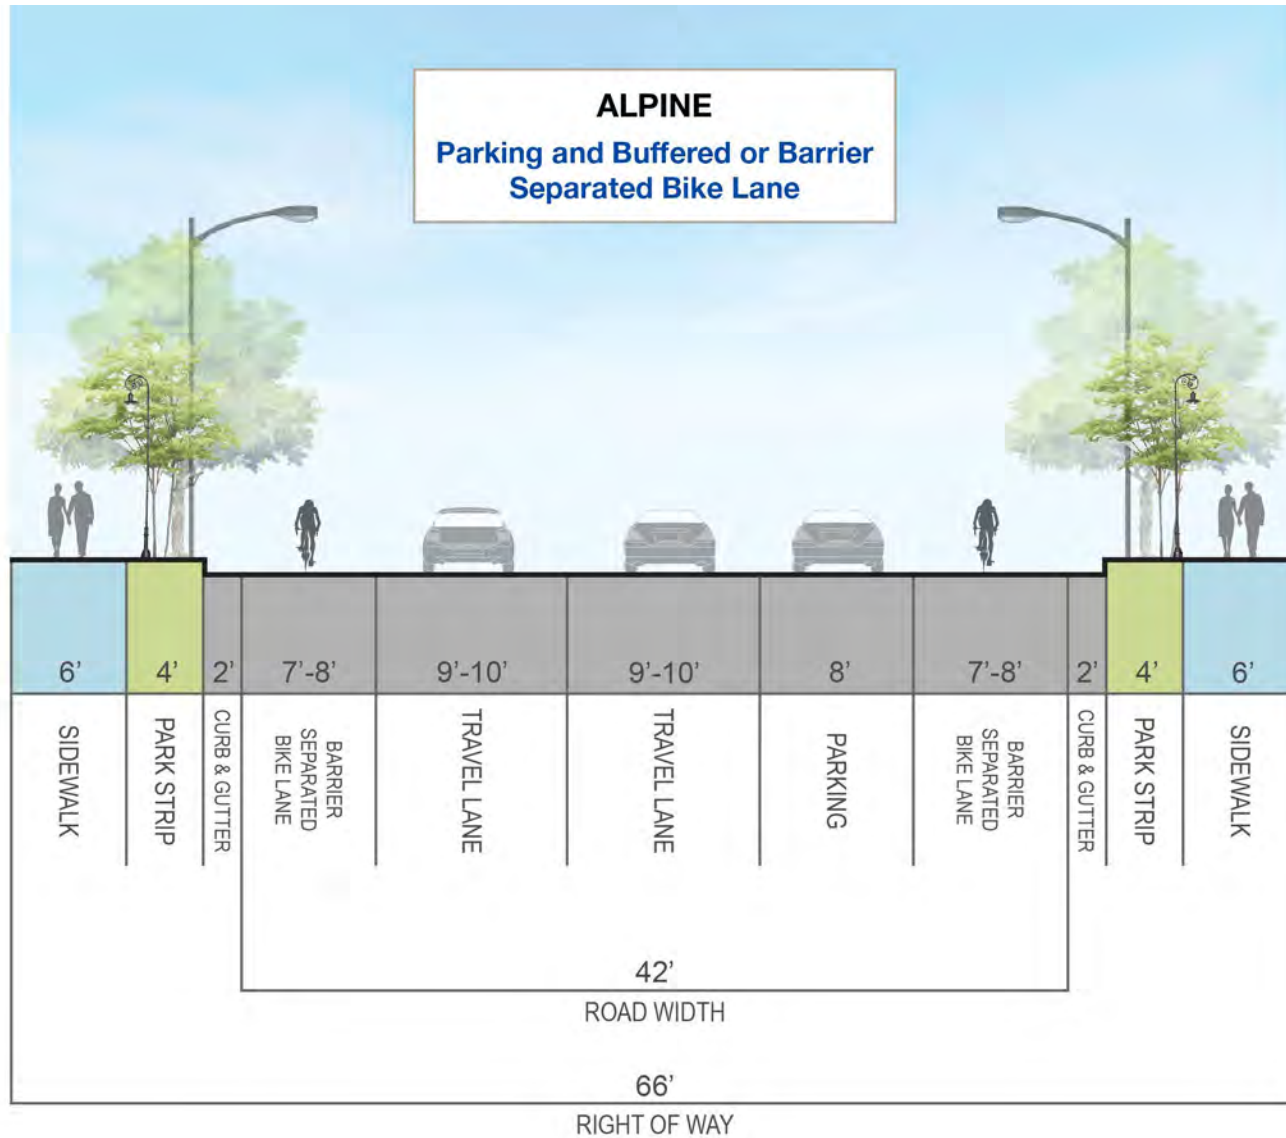 ALPINE
Parking and Buffered or Barrier
Separated Bike Lane
6’
4’
2’
7’-8’
9’-10’
9’-10’
8’
7’-8’
2’
4’
6’
SIDEWALK
PARK STRIP
CURB & GUTTER
BARRIER
SEPARATED
BIKE LANE
TRAVEL LANE
TRAVEL LANE
PARKING
BARRIER
SEPARATED
BIKE LANE
CURB & GUTTER
PARK STRIP
SIDEWALK
42’
ROAD WIDTH
66’
RIGHT OF WAY